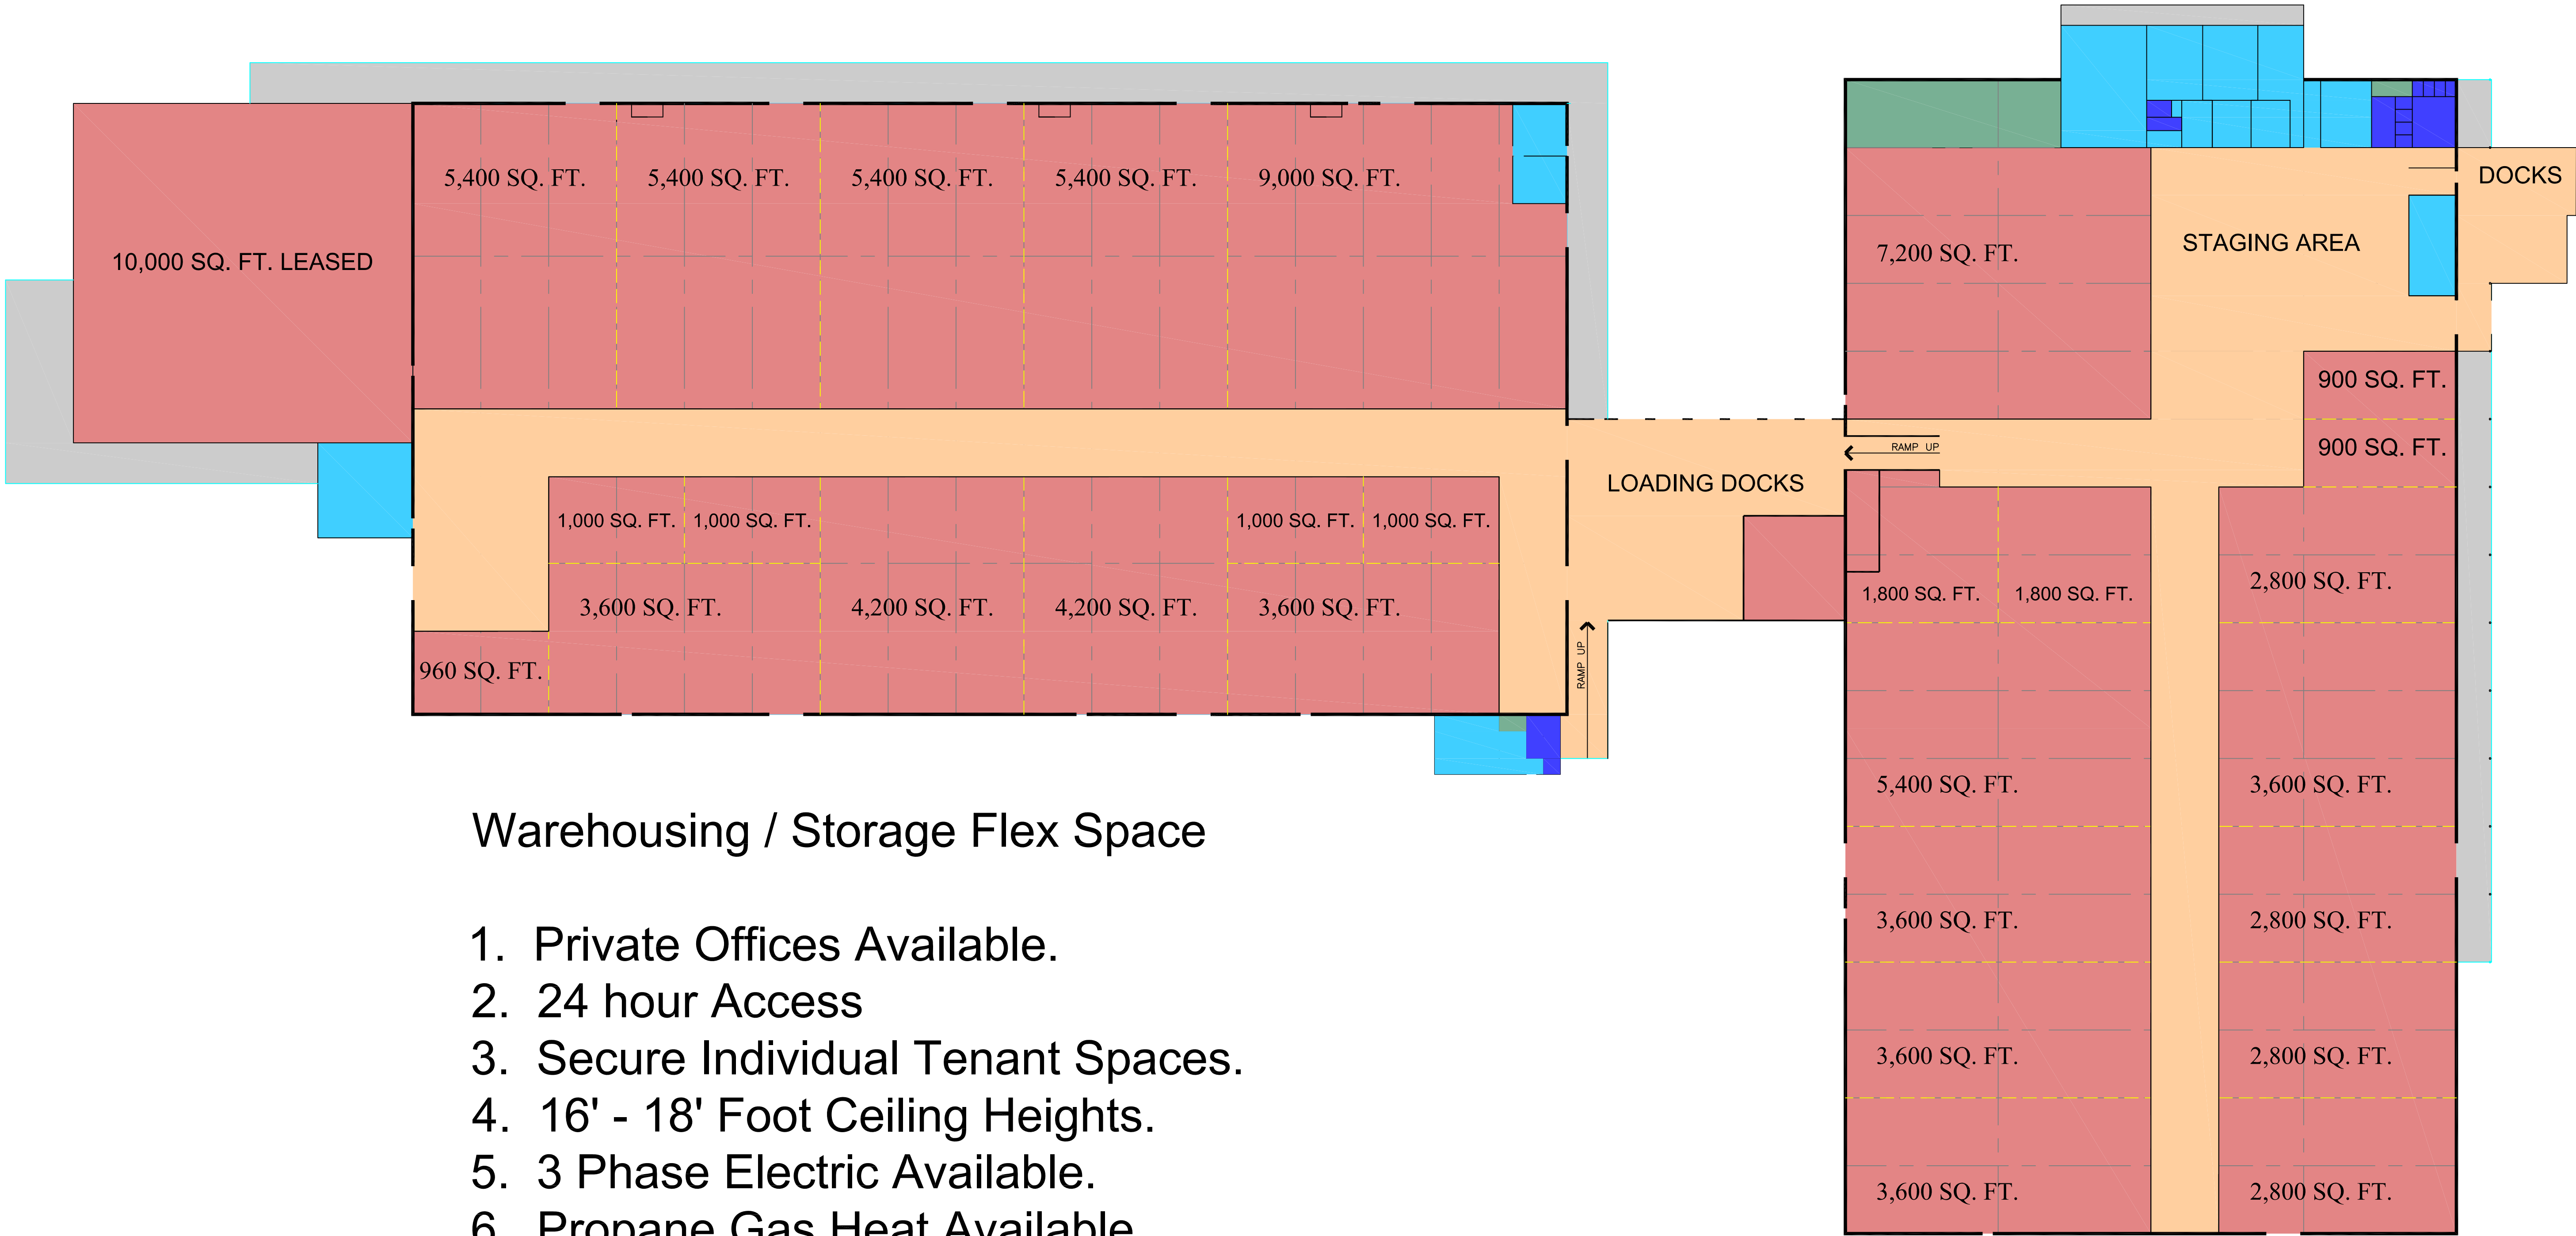 5,400 SQ. FT.
5,400 SQ. FT.
5,400 SQ. FT.
5,400 SQ. FT.
9,000 SQ. FT.
10,000 SQ. FT. LEASED
1,000 SQ. FT.
1,000 SQ. FT.
1,000 SQ. FT.
1,000 SQ. FT.
3,600 SQ. FT.
4,200 SQ. FT.
4,200 SQ. FT.
3,600 SQ. FT.
960 SQ. FT.
LOADING DOCKS
RAMP UP
RAMP UP
DOCKS
STAGING AREA
7,200 SQ. FT.
900 SQ. FT.
900 SQ. FT.
1,800 SQ. FT.
1,800 SQ. FT.
2,800 SQ. FT.
5,400 SQ. FT.
3,600 SQ. FT.
3,600 SQ. FT.
2,800 SQ. FT.
3,600 SQ. FT.
2,800 SQ. FT.
3,600 SQ. FT.
2,800 SQ. FT.
Warehousing / Storage Flex Space
1. Private Offices Available.
2. 24 hour Access
3. Secure Individual Tenant Spaces.
4. 16' - 18' Foot Ceiling Heights.
5. 3 Phase Electric Available.
6. Propane Gas Heat Available